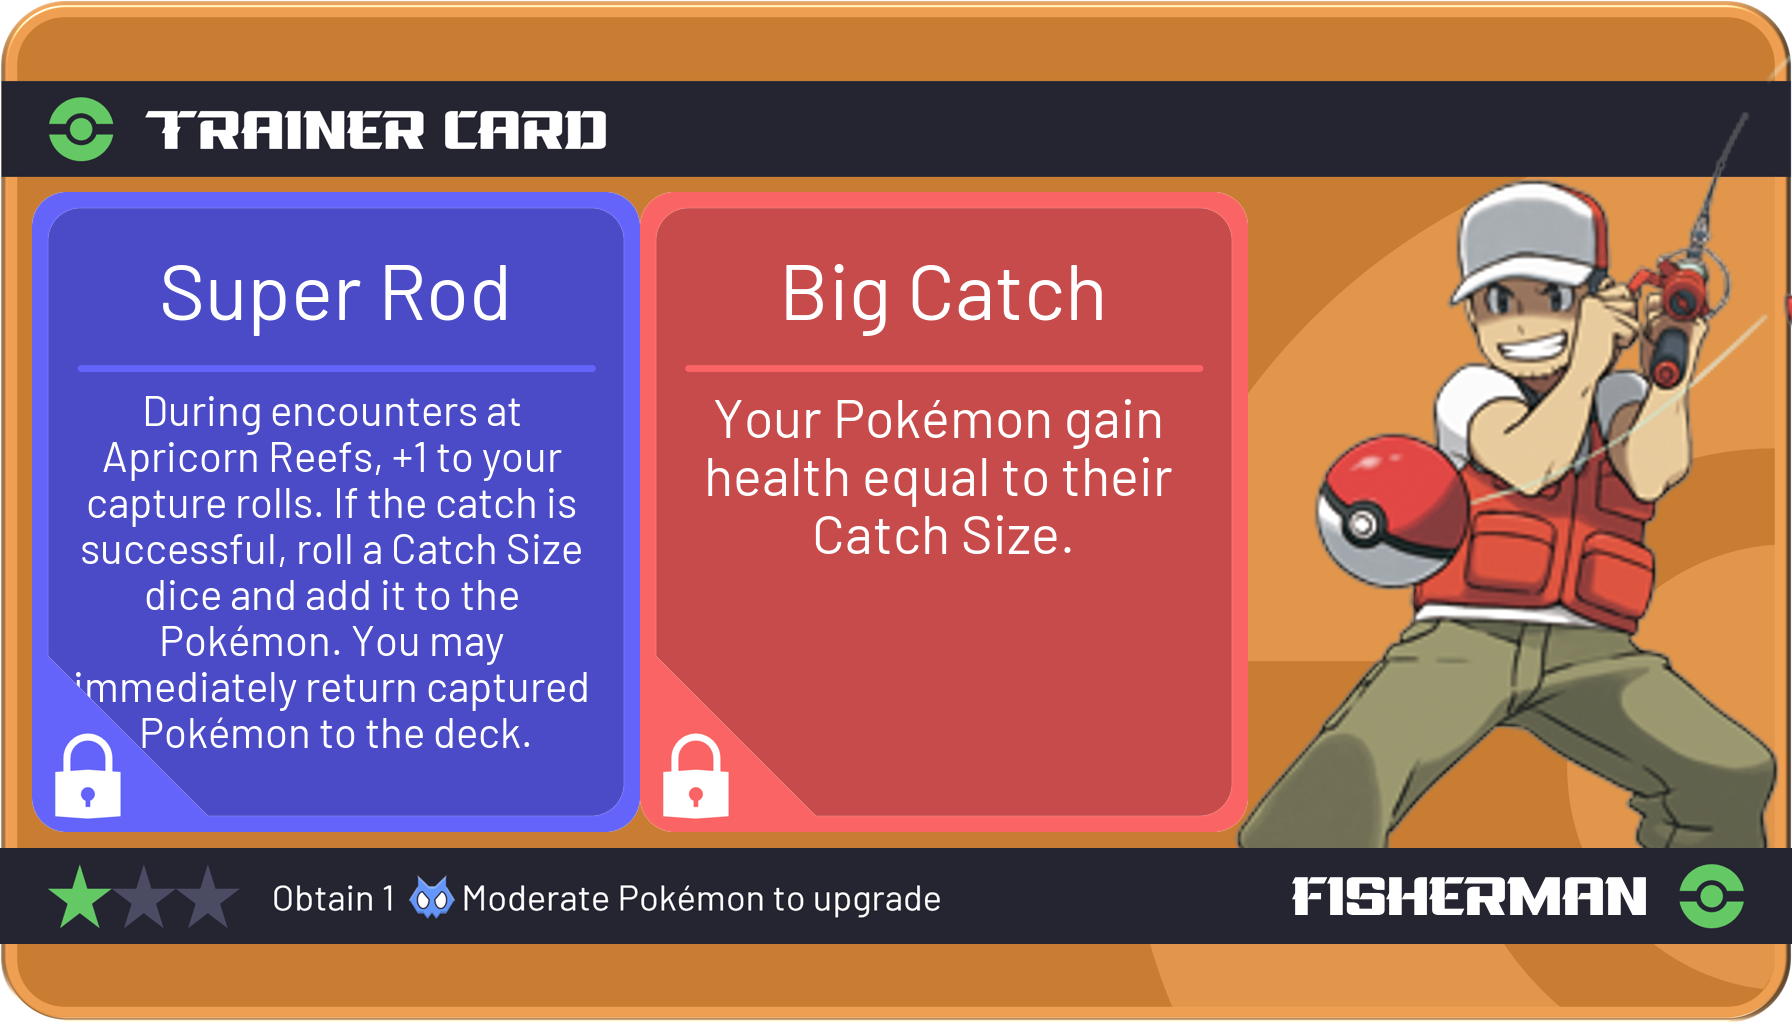 TRAINER CARD
Super Rod
During encounters at
Apricorn Reefs, +1 to your
capture rolls. If the catch is
successful, roll a Catch Size
dice and add it to the
Pokémon. You may
immediately return captured
Pokémon to the deck.
Big Catch
Your Pokémon gain
health equal to their
Catch Size.
Obtain 1 Moderate Pokémon to upgrade
FISHERMAN